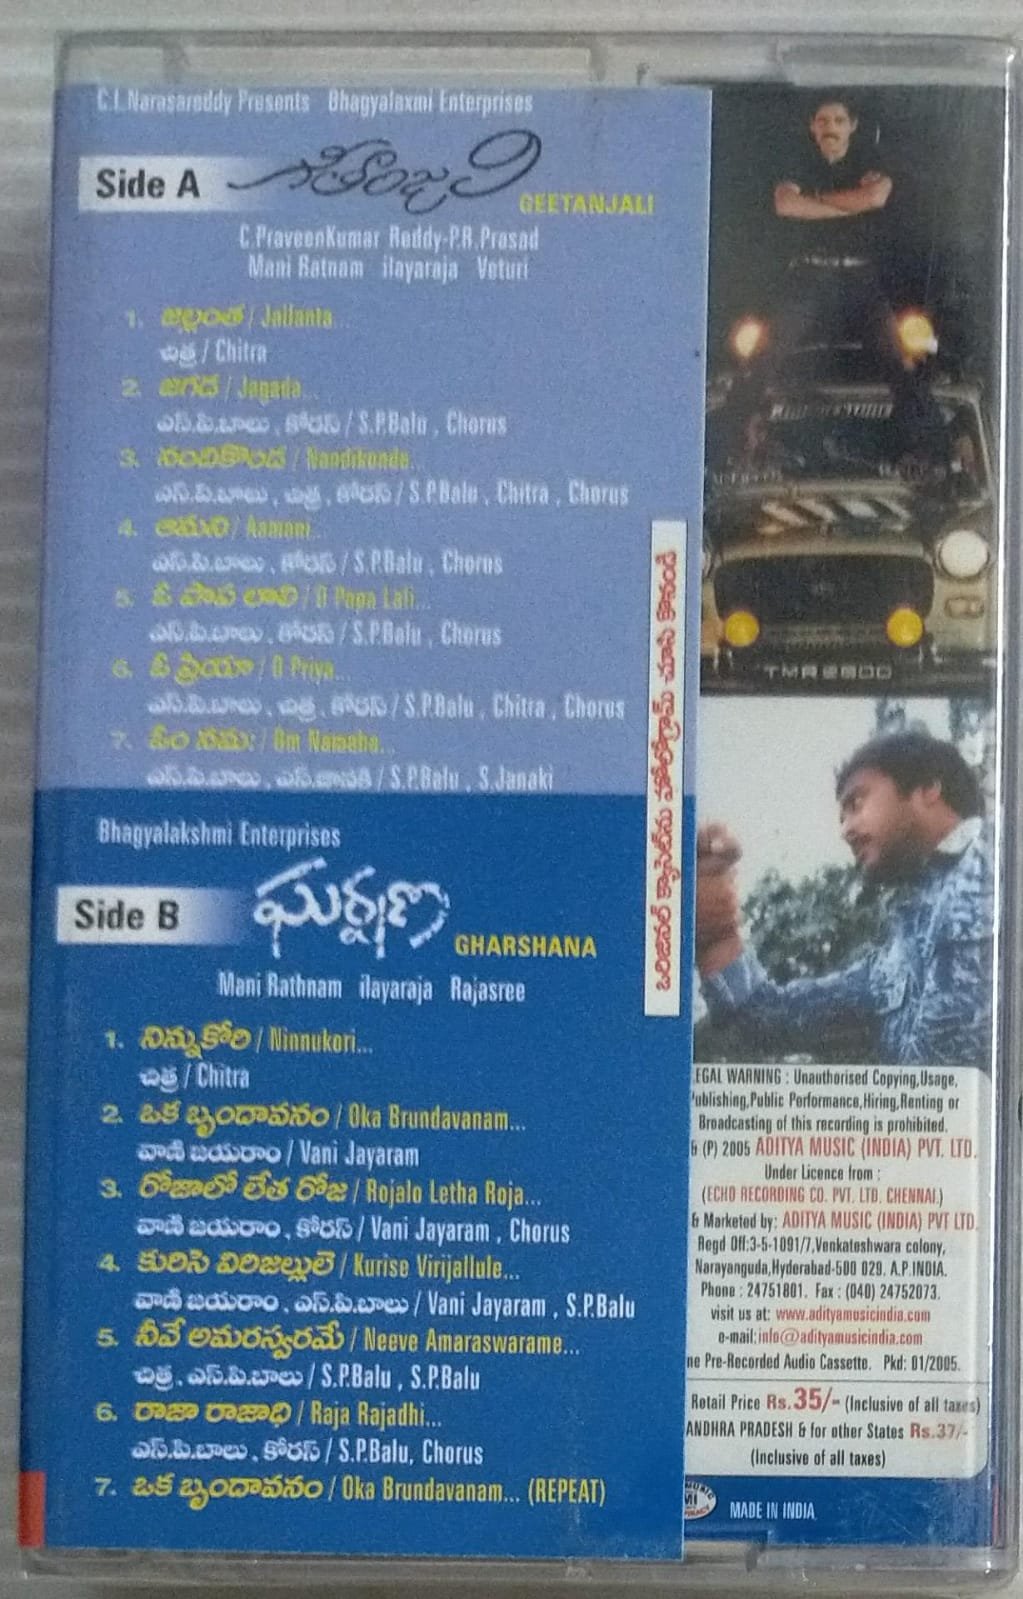 C.L.Narasareddy Presents Bhagyalaxmi Enterprises
Side A గీతాంజలి GEETANJALI
C.PraveenKumar Reddy-P.R.Prasad
Mani Ratnam ilayaraja Veturi
1. జల్లంత / Jallanta...
చిత్ర / Chitra
2. జగడ / Jagada...
ఎస్.పి.బాలు , కోరస్ / S.P.Balu , Chorus
3. నందికొండ / Nandikonda...
ఎస్.పి.బాలు , చిత్ర , కోరస్ / S.P.Balu , Chitra , Chorus
4. ఆమని / Aamani...
ఎస్.పి.బాలు , కోరస్ / S.P.Balu , Chorus
5. ఓ పాప లాలి / O Papa Lali...
ఎస్.పి.బాలు , కోరస్ / S.P.Balu , Chorus
6. ఓ ప్రియా / O Priya...
ఎస్.పి.బాలు , చిత్ర , కోరస్ / S.P.Balu , Chitra , Chorus
7. ఓం నమః / Om Namaha...
ఎస్.పి.బాలు , ఎస్.జానకి / S.P.Balu , S.Janaki
Bhagyalakshmi Enterprises
Side B ఘర్షణ GHARSHANA
Mani Rathnam ilayaraja Rajasree
1. నిన్నుకోరి / Ninnukori...
చిత్ర / Chitra
2. ఒక బృందావనం / Oka Brundavanam...
వాణి జయరాం / Vani Jayaram
3. రోజాలో లేత రోజ / Rojalo Letha Roja...
వాణి జయరాం , కోరస్ / Vani Jayaram , Chorus
4. కురిసె విరిజల్లులె / Kurise Virijallule...
వాణి జయరాం , ఎస్.పి.బాలు / Vani Jayaram , S.P.Balu
5. నీవే అమరస్వరమే / Neeve Amaraswarame...
చిత్ర , ఎస్.పి.బాలు / S.P.Balu , S.P.Balu
6. రాజా రాజాధి / Raja Rajadhi...
ఎస్.పి.బాలు , కోరస్ / S.P.Balu, Chorus
7. ఒక బృందావనం / Oka Brundavanam... (REPEAT)
ఒరిజినల్ క్యాసెట్‌ను హాలోగ్రామ్ చూసి కొనండి
TMR 2800
EGAL WARNING : Unauthorised Copying,Usage,
ublishing,Public Performance,Hiring,Renting or
Broadcasting of this recording is prohibited.
& (P) 2005 ADITYA MUSIC (INDIA) PVT. LTD.
Under Licence from :
(ECHO RECORDING CO. PVT. LTD. CHENNAI.)
& Marketed by: ADITYA MUSIC (INDIA) PVT LTD.
Regd Off:3-5-1091/7,Venkateshwara colony,
Narayanguda,Hyderabad-500 029. A.P.INDIA.
Phone : 24751801. Fax : (040) 24752073.
visit us at: www.adityamusicindia.com
e-mail:info@adityamusicindia.com
ne Pre-Recorded Audio Cassette. Pkd: 01/2005.
Retail Price Rs.35/- (Inclusive of all taxes)
ANDHRA PRADESH & for other States Rs.37/-
(Inclusive of all taxes)
MADE IN INDIA